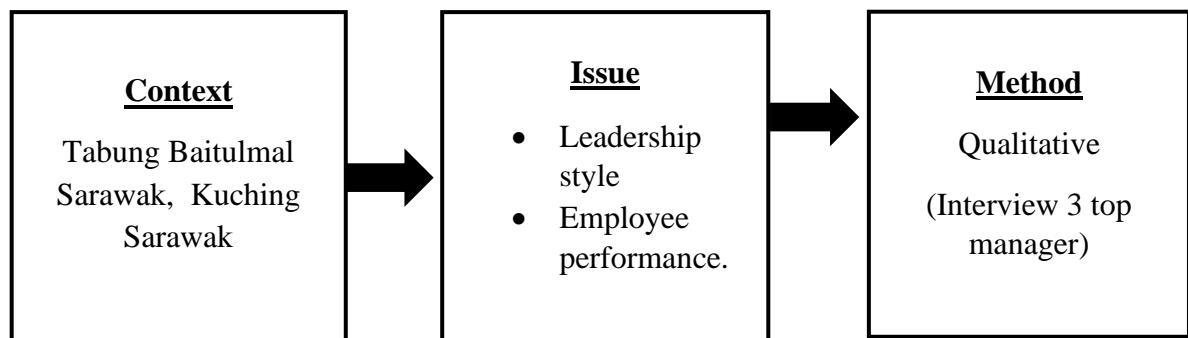 Context
Tabung Baitulmal
Sarawak, Kuching
Sarawak
Issue
• Leadership
style
• Employee
performance.
Method
Qualitative
(Interview 3 top
manager)